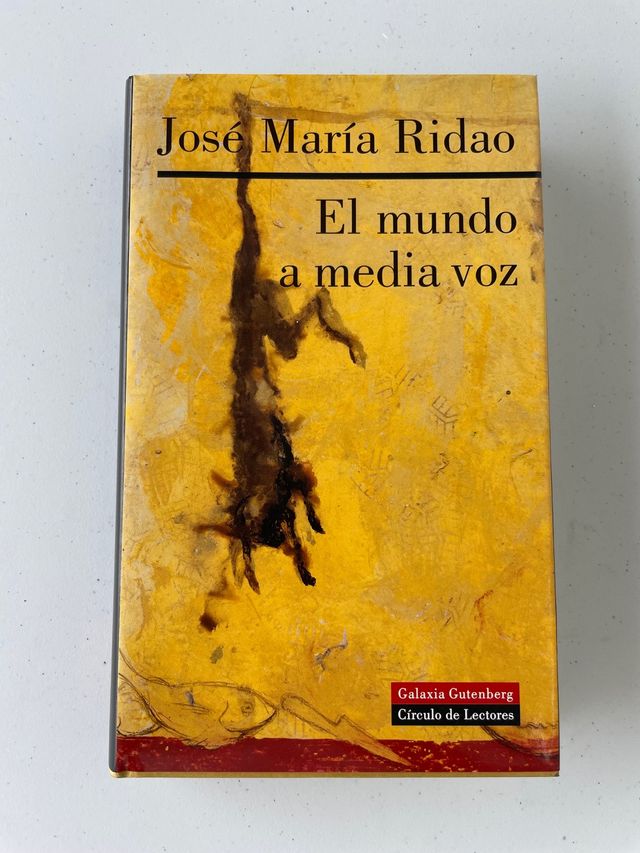 José María Ridao
El mundo
a media voz
Galaxia Gutenberg
Círculo de Lectores